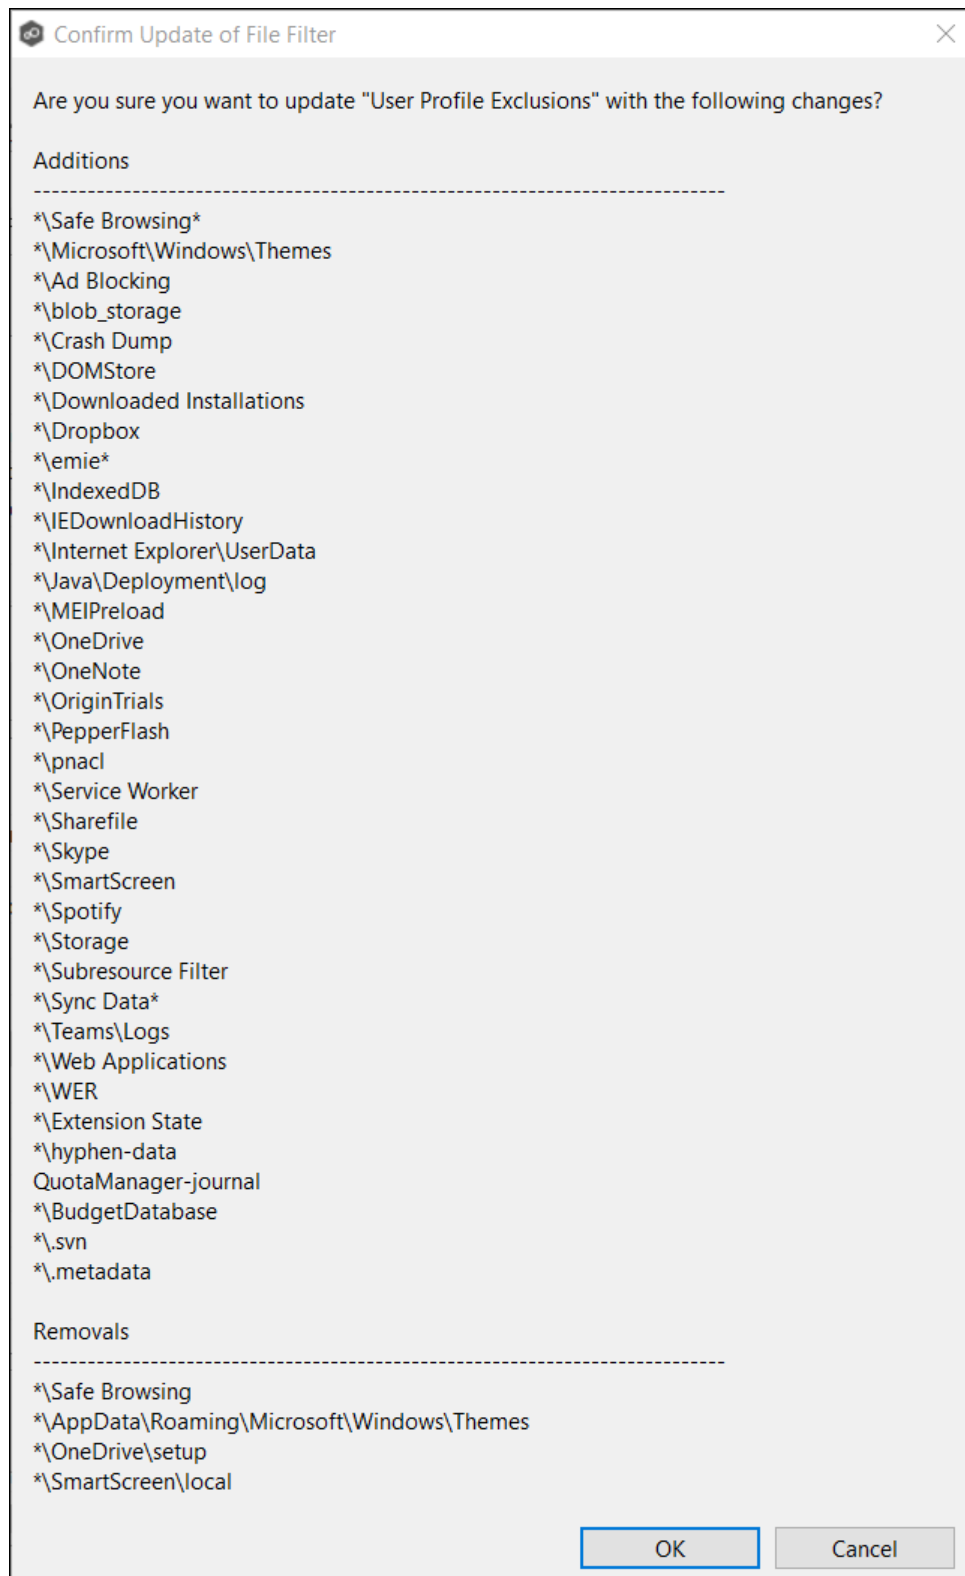 Confirm Update of File Filter
Are you sure you want to update "User Profile Exclusions" with the following changes?
Additions
-----------------------------------------------------------------------------
*\Safe Browsing*
*\Microsoft\Windows\Themes
*\Ad Blocking
*\blob_storage
*\Crash Dump
*\DOMStore
*\Downloaded Installations
*\Dropbox
*\emie*
*\IndexedDB
*\IEDownloadHistory
*\Internet Explorer\UserData
*\Java\Deployment\log
*\MEIPreload
*\OneDrive
*\OneNote
*\OriginTrials
*\PepperFlash
*\pnacl
*\Service Worker
*\Sharefile
*\Skype
*\SmartScreen
*\Spotify
*\Storage
*\Subresource Filter
*\Sync Data*
*\Teams\Logs
*\Web Applications
*\WER
*\Extension State
*\hyphen-data
QuotaManager-journal
*\BudgetDatabase
*\.svn
*\.metadata
Removals
-----------------------------------------------------------------------------
*\Safe Browsing
*\AppData\Roaming\Microsoft\Windows\Themes
*\OneDrive\setup
*\SmartScreen\local
OK Cancel